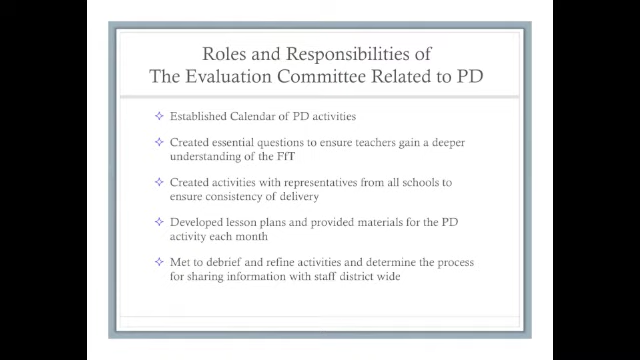 Roles and Responsibilities of
The Evaluation Committee Related to PD
Established Calendar of PD activities
Created essential questions to ensure teachers gain a deeper
understanding of the FfT
Created activities with representatives from all schools to
ensure consistency of delivery
Developed lesson plans and provided materials for the PD
activity each month
Met to debrief and refine activities and determine the process
for sharing information with staff district wide